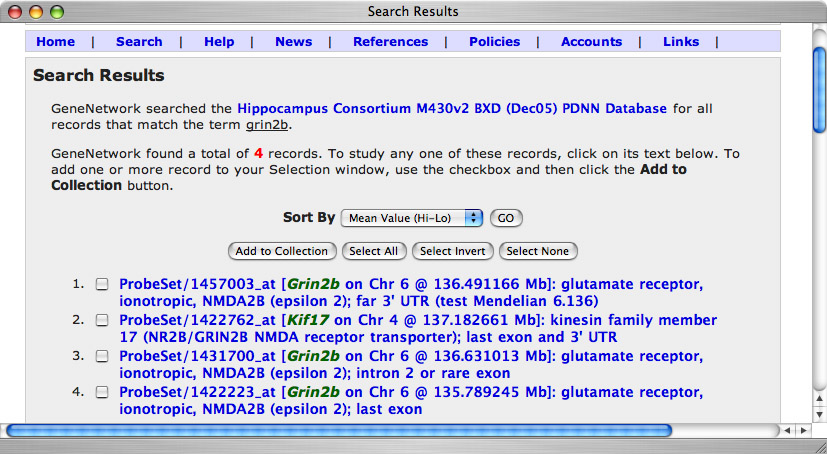 Search Results
Home | Search | Help | News | References | Policies | Accounts | Links |
Search Results
GeneNetwork searched the Hippocampus Consortium M430v2 BXD (Dec05) PDNN Database for all
records that match the term grin2b.
GeneNetwork found a total of 4 records. To study any one of these records, click on its text below. To
add one or more record to your Selection window, use the checkbox and then click the Add to
Collection button.
Sort By Mean Value (Hi-Lo) GO
Add to Collection Select All Select Invert Select None
1. ProbeSet/1457003_at [Grin2b on Chr 6 @ 136.491166 Mb]: glutamate receptor,
ionotropic, NMDA2B (epsilon 2); far 3' UTR (test Mendelian 6.136)
2. ProbeSet/1422762_at [Kif17 on Chr 4 @ 137.182661 Mb]: kinesin family member
17 (NR2B/GRIN2B NMDA receptor transporter); last exon and 3' UTR
3. ProbeSet/1431700_at [Grin2b on Chr 6 @ 136.631013 Mb]: glutamate receptor,
ionotropic, NMDA2B (epsilon 2); intron 2 or rare exon
4. ProbeSet/1422223_at [Grin2b on Chr 6 @ 135.789245 Mb]: glutamate receptor,
ionotropic, NMDA2B (epsilon 2); last exon